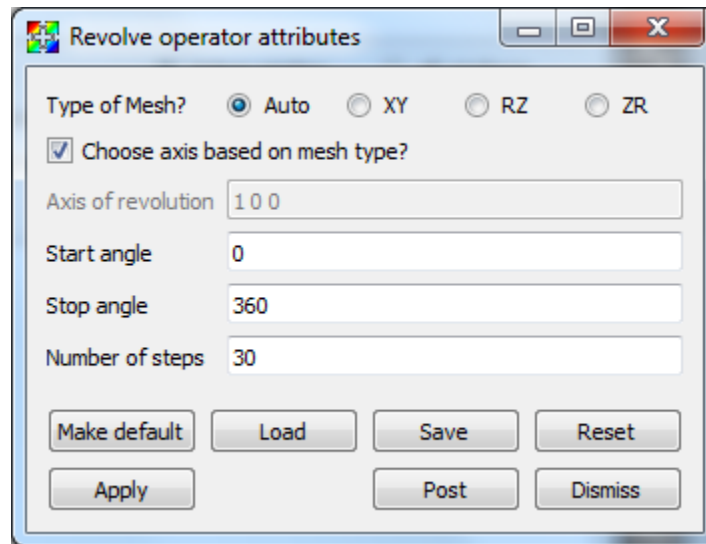 Revolve operator attributes
Type of Mesh? Auto XY RZ ZR
Choose axis based on mesh type?
Axis of revolution 1 0 0
Start angle 0
Stop angle 360
Number of steps 30
Make default Load Save Reset
Apply Post Dismiss